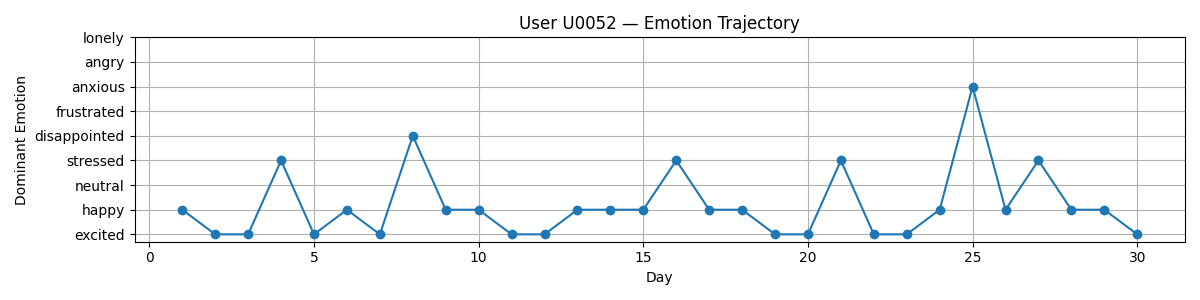 User U0052 — Emotion Trajectory
Dominant Emotion
lonely
angry
anxious
frustrated
disappointed
stressed
neutral
happy
excited
0 5 10 15 20 25 30
Day